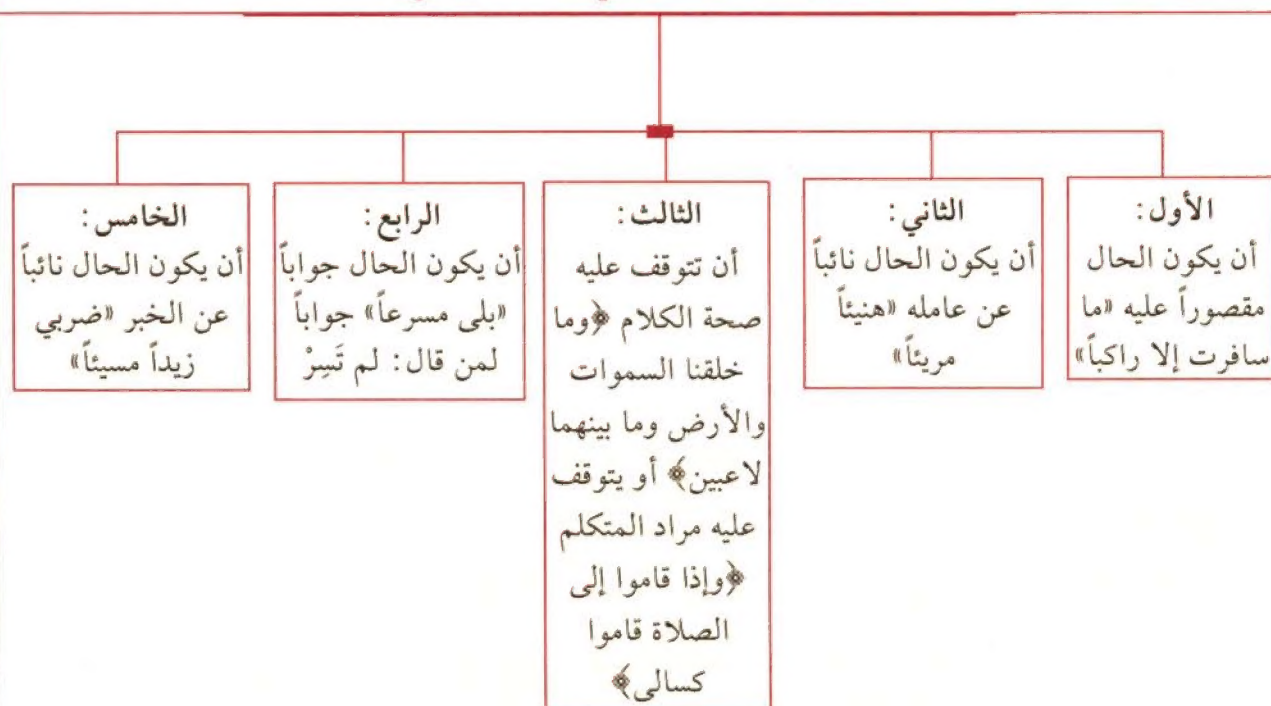 الأول:
أن يكون الحال
مقصوراً عليه «ما
سافرت إلا راكباً»
الثاني:
أن يكون الحال نائباً
عن عامله «هنيئاً
مريئاً»
الثالث:
أن تتوقف عليه
صحة الكلام ﴿وما
خلقنا السموات
والأرض وما بينهما
لاعبين﴾ أو يتوقف
عليه مراد المتكلم
﴿وإذا قاموا إلى
الصلاة قاموا
كسالى﴾
الرابع:
أن يكون الحال جواباً
«بلى مسرعاً» جواباً
لمن قال: لم تَسِرْ
الخامس:
أن يكون الحال نائباً
عن الخبر «ضربي
زيداً مسيئاً»